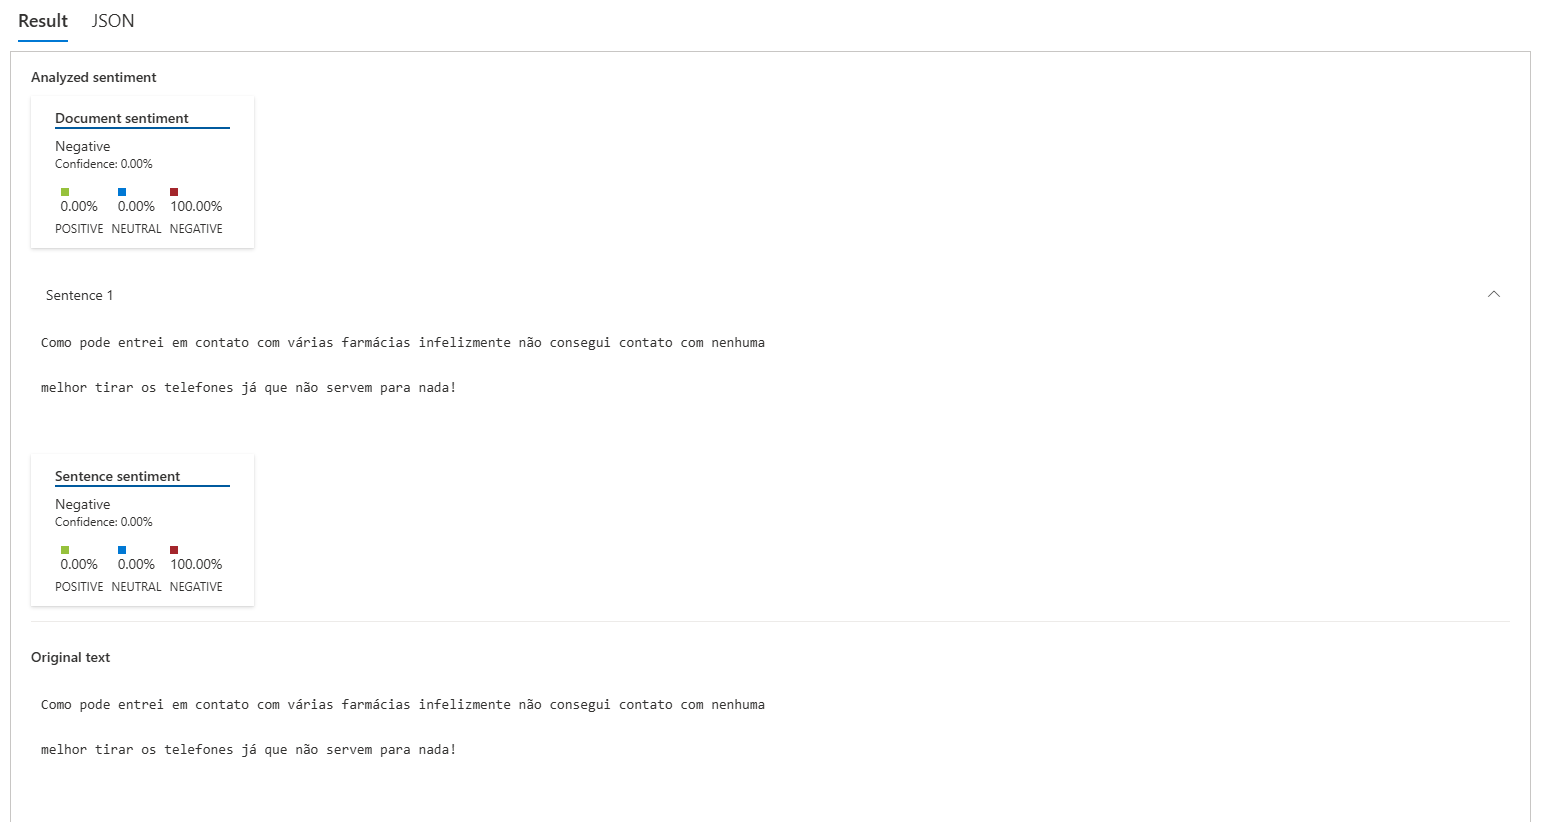 Result JSON
Analyzed sentiment
Document sentiment
Negative
Confidence: 0.00%
0.00% 0.00% 100.00%
POSITIVE NEUTRAL NEGATIVE
Sentence 1
Como pode entrei em contato com várias farmácias infelizmente não consegui contato com nenhuma
melhor tirar os telefones já que não servem para nada!
Sentence sentiment
Negative
Confidence: 0.00%
0.00% 0.00% 100.00%
POSITIVE NEUTRAL NEGATIVE
Original text
Como pode entrei em contato com várias farmácias infelizmente não consegui contato com nenhuma
melhor tirar os telefones já que não servem para nada!